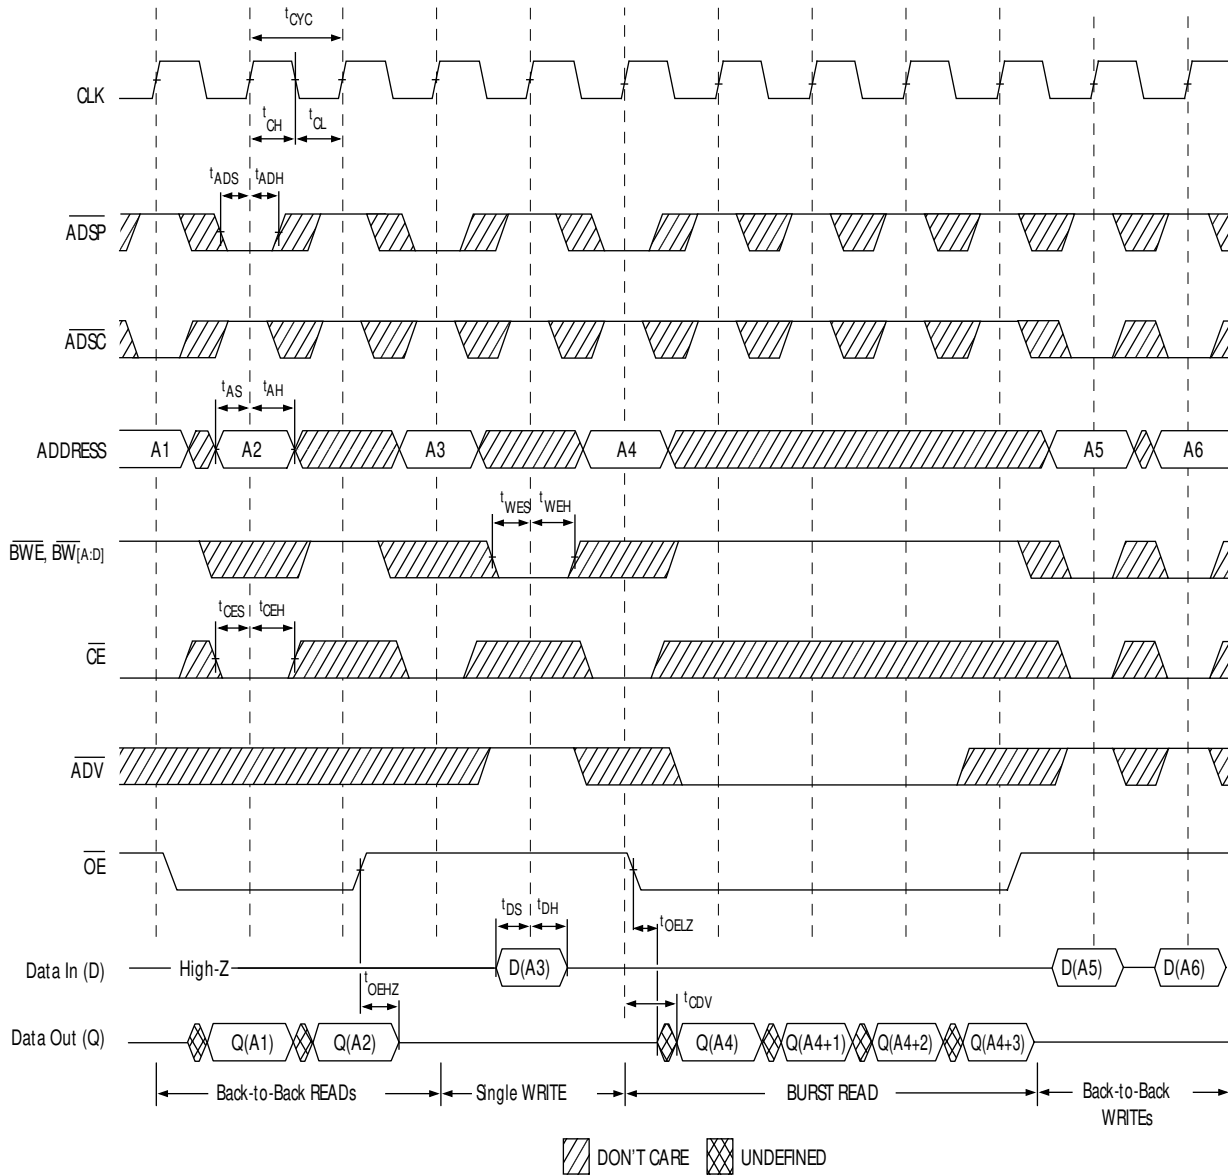 tCYC
CLK
tCH
tCL
tADS
tADH
ADSP
ADSC
tAS
tAH
ADDRESS
A1
A2
A3
A4
A5
A6
tWES
tWEH
BWE, BW[A:D]
tCES
tCEH
CE
ADV
OE
tDS
tDH
tOELZ
Data In (D)
High-Z
D(A3)
D(A5)
D(A6)
tOEHZ
tCDV
Data Out (Q)
Q(A1)
Q(A2)
Q(A4)
Q(A4+1)
Q(A4+2)
Q(A4+3)
Back-to-Back READs
Single WRITE
BURST READ
Back-to-Back
WRITEs
DON'T CARE
UNDEFINED